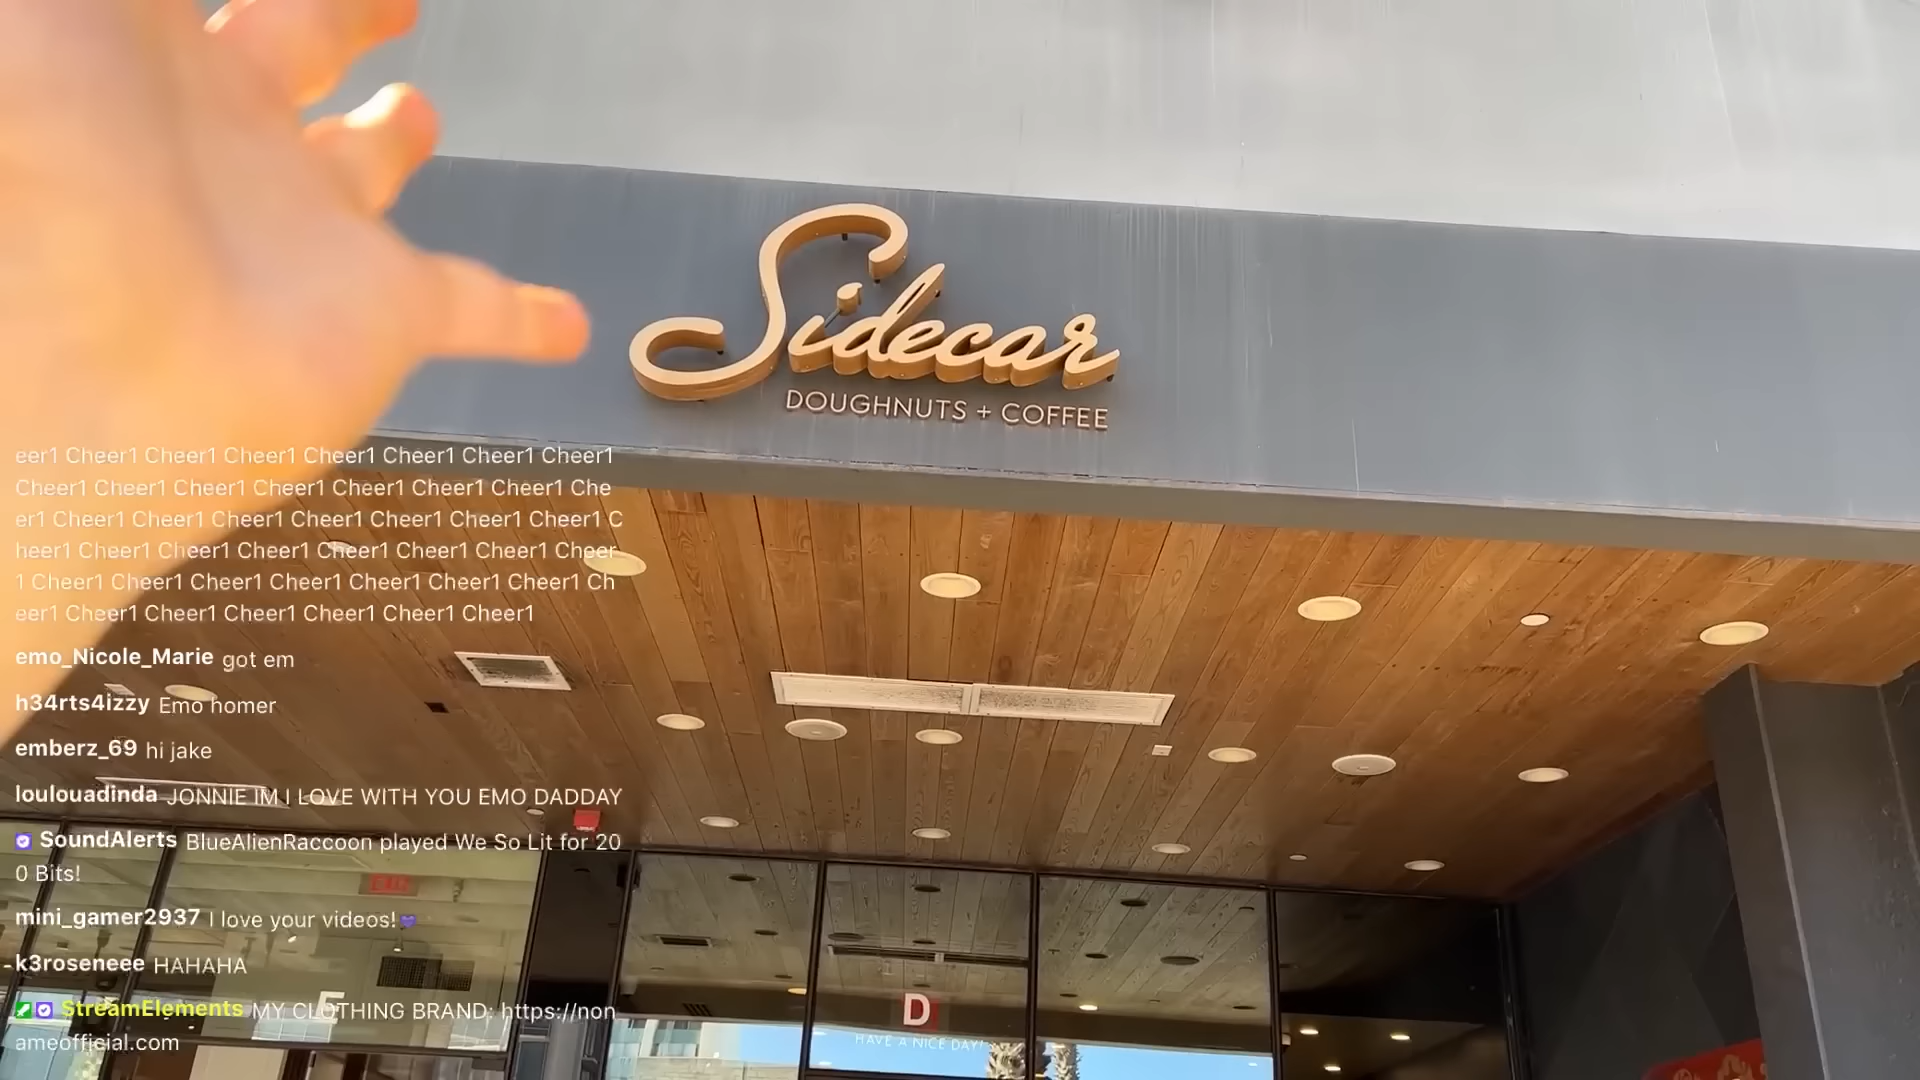 Sidecar
DOUGHNUTS + COFFEE
eer1 Cheer1 Cheer1 Cheer1 Cheer1 Cheer1 Cheer1 Cheer1
Cheer1 Cheer1 Cheer1 Cheer1 Cheer1 Cheer1 Cheer1 Che
er1 Cheer1 Cheer1 Cheer1 Cheer1 Cheer1 Cheer1 Cheer1 C
heer1 Cheer1 Cheer1 Cheer1 Cheer1 Cheer1 Cheer1 Cheer
1 Cheer1 Cheer1 Cheer1 Cheer1 Cheer1 Cheer1 Cheer1 Ch
eer1 Cheer1 Cheer1 Cheer1 Cheer1 Cheer1 Cheer1
emo_Nicole_Marie got em
h34rts4izzy Emo homer
emberz_69 hi jake
loulouadinda JONNIE IM I LOVE WITH YOU EMO DADDAY
SoundAlerts BlueAlienRaccoon played We So Lit for 20
0 Bits!
EXIT
mini_gamer2937 I love your videos!
-k3roseneee HAHAHA
StreamElements MY CLOTHING BRAND: https://non
ameofficial.com
D
HAVE A NICE DAY!